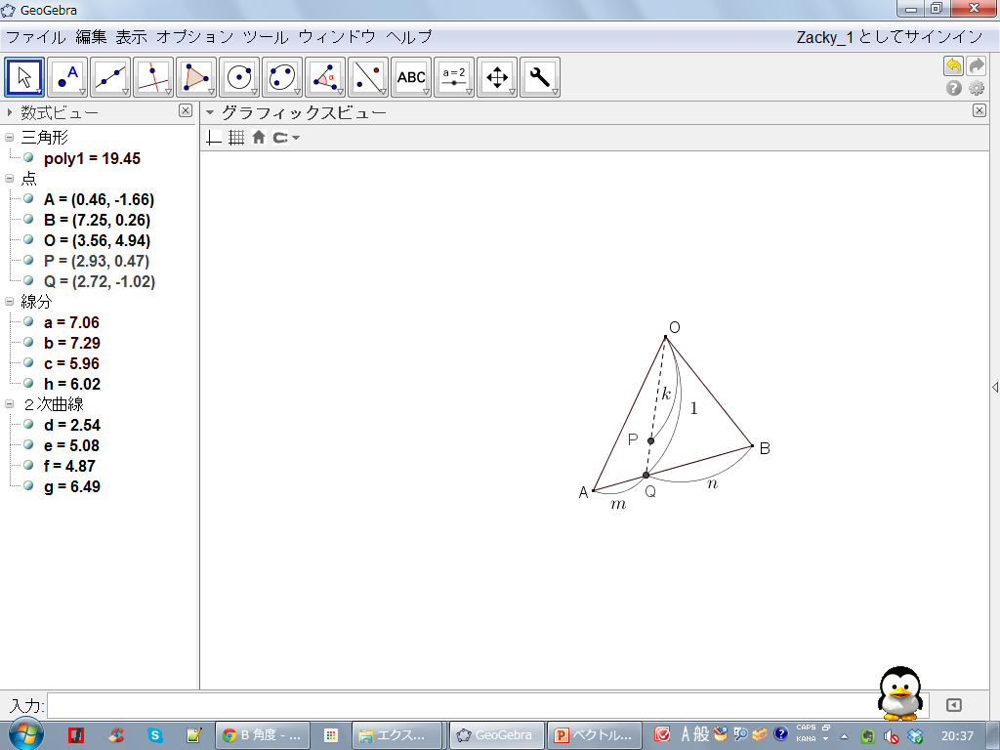 GeoGebra
ファイル 編集 表示 オプション ツール ウィンドウ ヘルプ
Zacky_1 としてサインイン
A
α
ABC
a=2
数式ビュー
グラフィックスビュー
三角形
poly1 = 19.45
点
A = (0.46, -1.66)
B = (7.25, 0.26)
O = (3.56, 4.94)
P = (2.93, 0.47)
Q = (2.72, -1.02)
線分
a = 7.06
b = 7.29
c = 5.96
h = 6.02
２次曲線
d = 2.54
e = 5.08
f = 4.87
g = 6.49
O
k
1
P
B
A
Q
n
m
入力:
B 角度 - ...
エクス...
GeoGebra
ベクトル...
A 般
CAPS
KANA
20:37